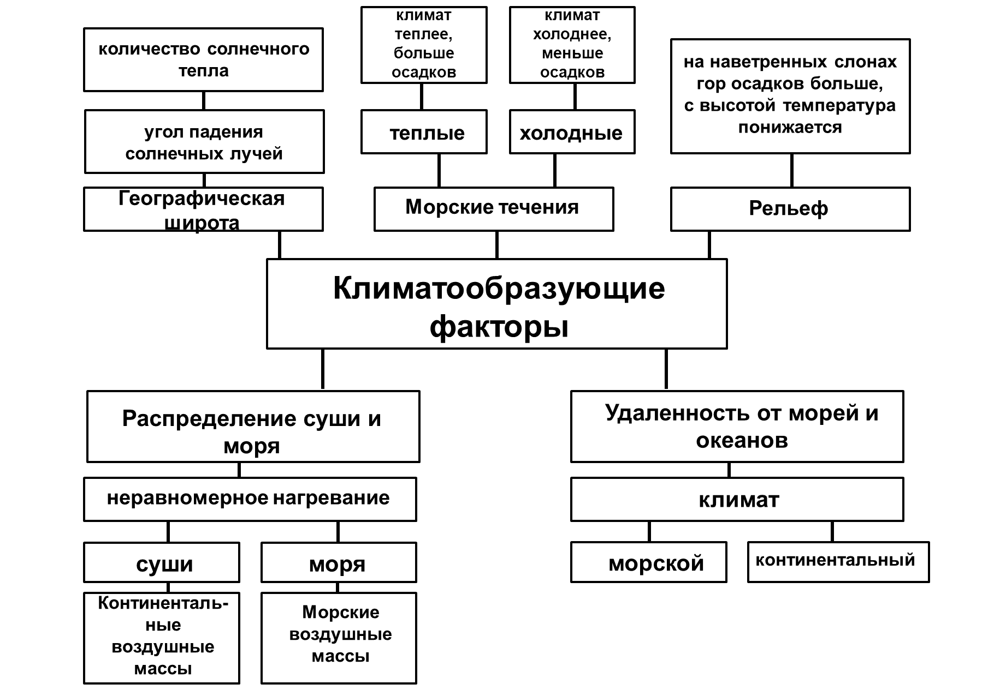 количество солнечного
тепла
климат
теплее,
больше
осадков
климат
холоднее,
меньше
осадков
на наветренных слонах
гор осадков больше,
с высотой температура
понижается
угол падения
солнечных лучей
теплые
холодные
Географическая
широта
Морские течения
Рельеф
Климатообразующие
факторы
Распределение суши и
моря
Удаленность от морей и
океанов
неравномерное нагревание
климат
суши
моря
морской
континентальный
Континенталь-
ные
воздушные
массы
Морские
воздушные
массы